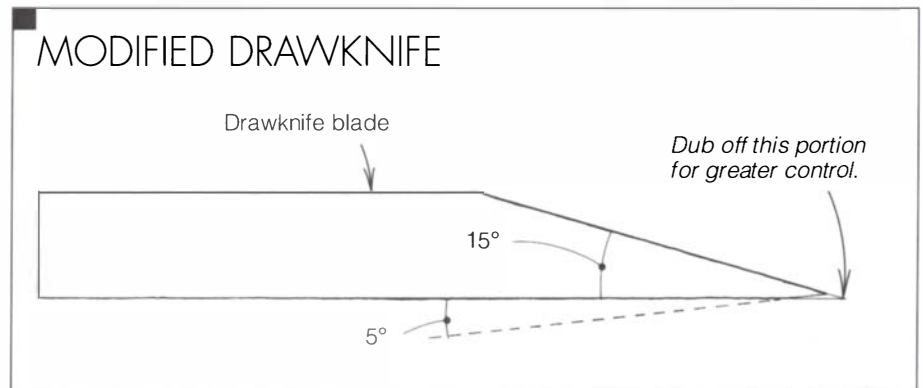 MODIFIED DRAWKNIFE
Drawknife blade
Dub off this portion
for greater control.
15°
5°